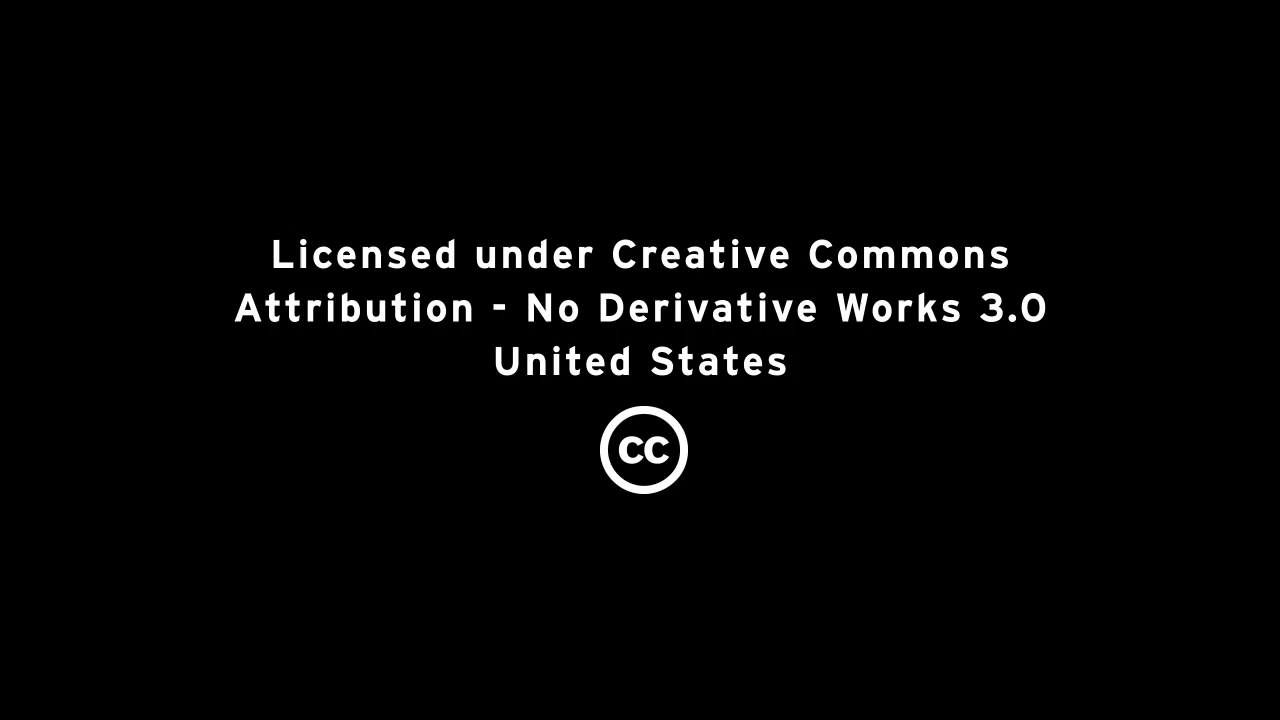 Licensed under Creative Commons
Attribution - No Derivative Works 3.0
United States
cc